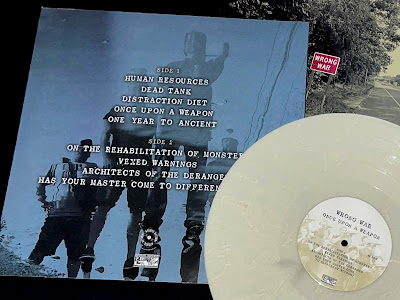 SIDE 1
HUMAN RESOURCES
DEAD TANK
DISTRACTION DIET
ONCE UPON A WEAPON
ONE YEAR TO ANCIENT
SIDE 2
ON THE REHABILITATION OF MONSTE
VEXED WARNINGS
ARCHITECTS OF THE DERANGE
HAS YOUR MASTER COME TO DIFFEREN
WRONG
WAR
WRONG WAR
ONCE UPON A WEAPON